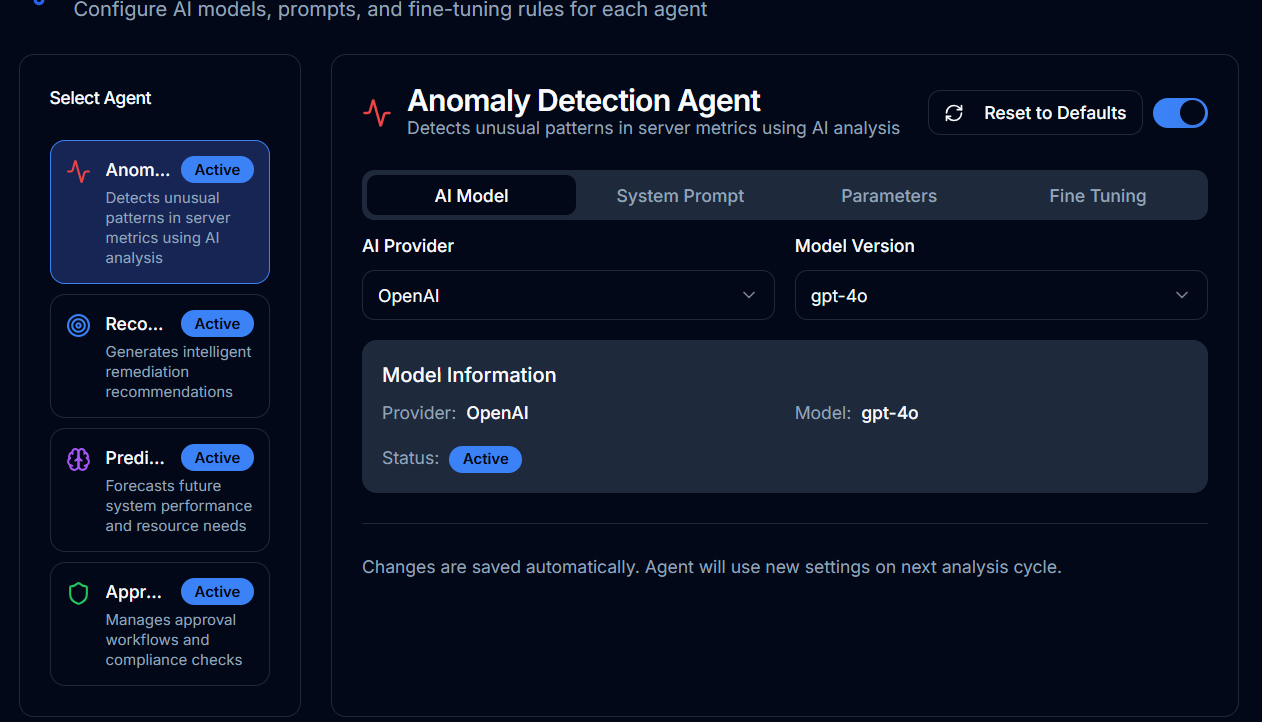 Configure AI models, prompts, and fine-tuning rules for each agent
Select Agent
Anom... Active
Detects unusual
patterns in server
metrics using AI
analysis
Reco... Active
Generates intelligent
remediation
recommendations
Predi... Active
Forecasts future
system performance
and resource needs
Appr... Active
Manages approval
workflows and
compliance checks
Anomaly Detection Agent
Detects unusual patterns in server metrics using AI analysis
Reset to Defaults
AI Model System Prompt Parameters Fine Tuning
AI Provider Model Version
OpenAI gpt-4o
Model Information
Provider: OpenAI Model: gpt-4o
Status: Active
Changes are saved automatically. Agent will use new settings on next analysis cycle.